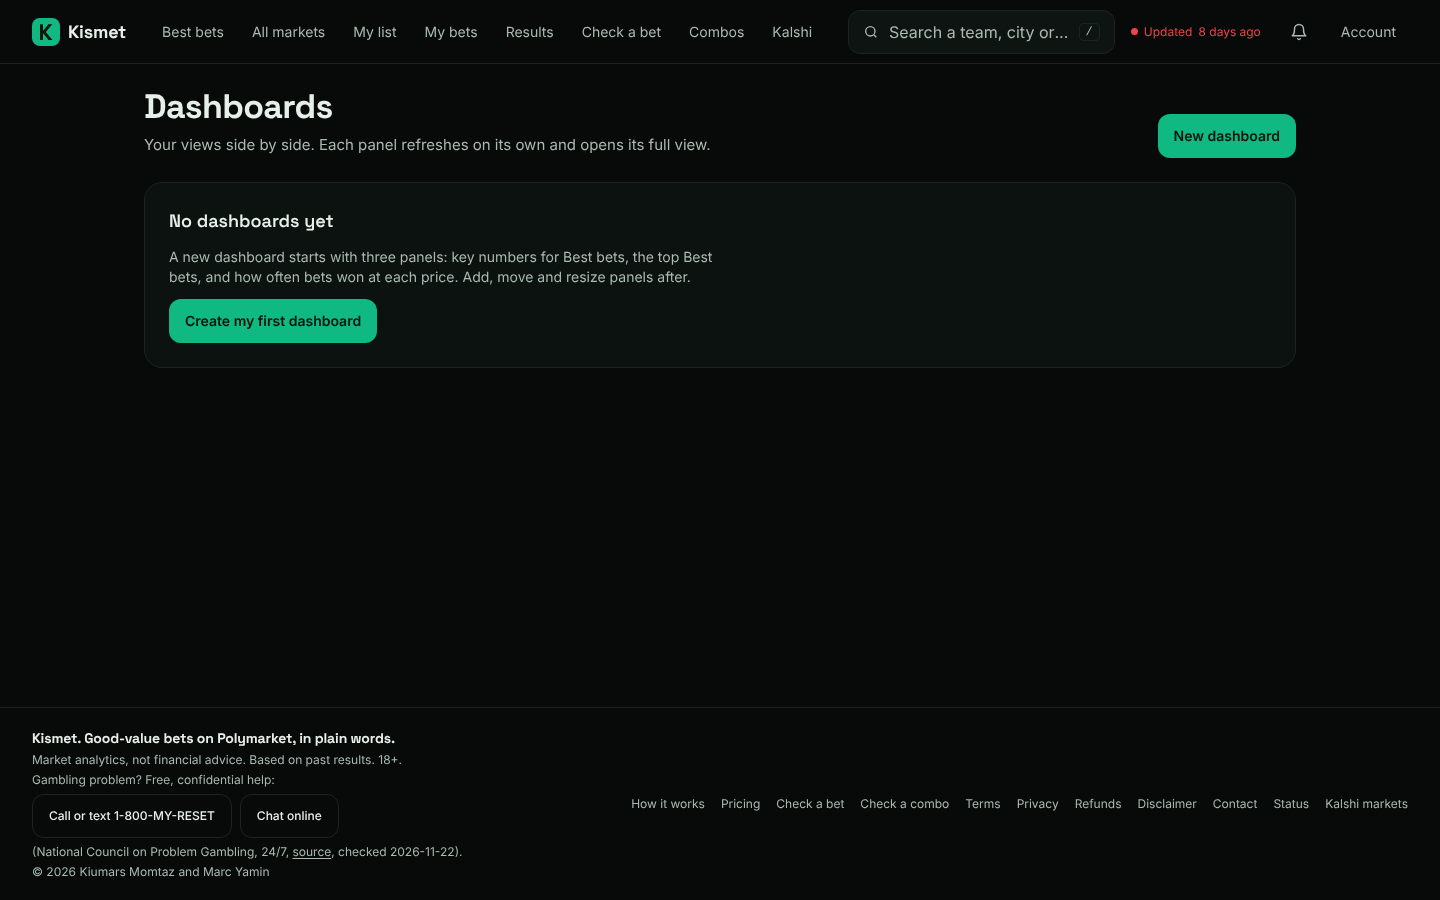 K Kismet
Best bets
All markets
My list
My bets
Results
Check a bet
Combos
Kalshi
Search a team, city or... /
Updated 8 days ago
Account
Dashboards
Your views side by side. Each panel refreshes on its own and opens its full view.
New dashboard
No dashboards yet
A new dashboard starts with three panels: key numbers for Best bets, the top Best
bets, and how often bets won at each price. Add, move and resize panels after.
Create my first dashboard
Kismet. Good-value bets on Polymarket, in plain words.
Market analytics, not financial advice. Based on past results. 18+.
Gambling problem? Free, confidential help:
Call or text 1-800-MY-RESET
Chat online
(National Council on Problem Gambling, 24/7, source, checked 2026-11-22).
© 2026 Kiumars Momtaz and Marc Yamin
How it works
Pricing
Check a bet
Check a combo
Terms
Privacy
Refunds
Disclaimer
Contact
Status
Kalshi markets